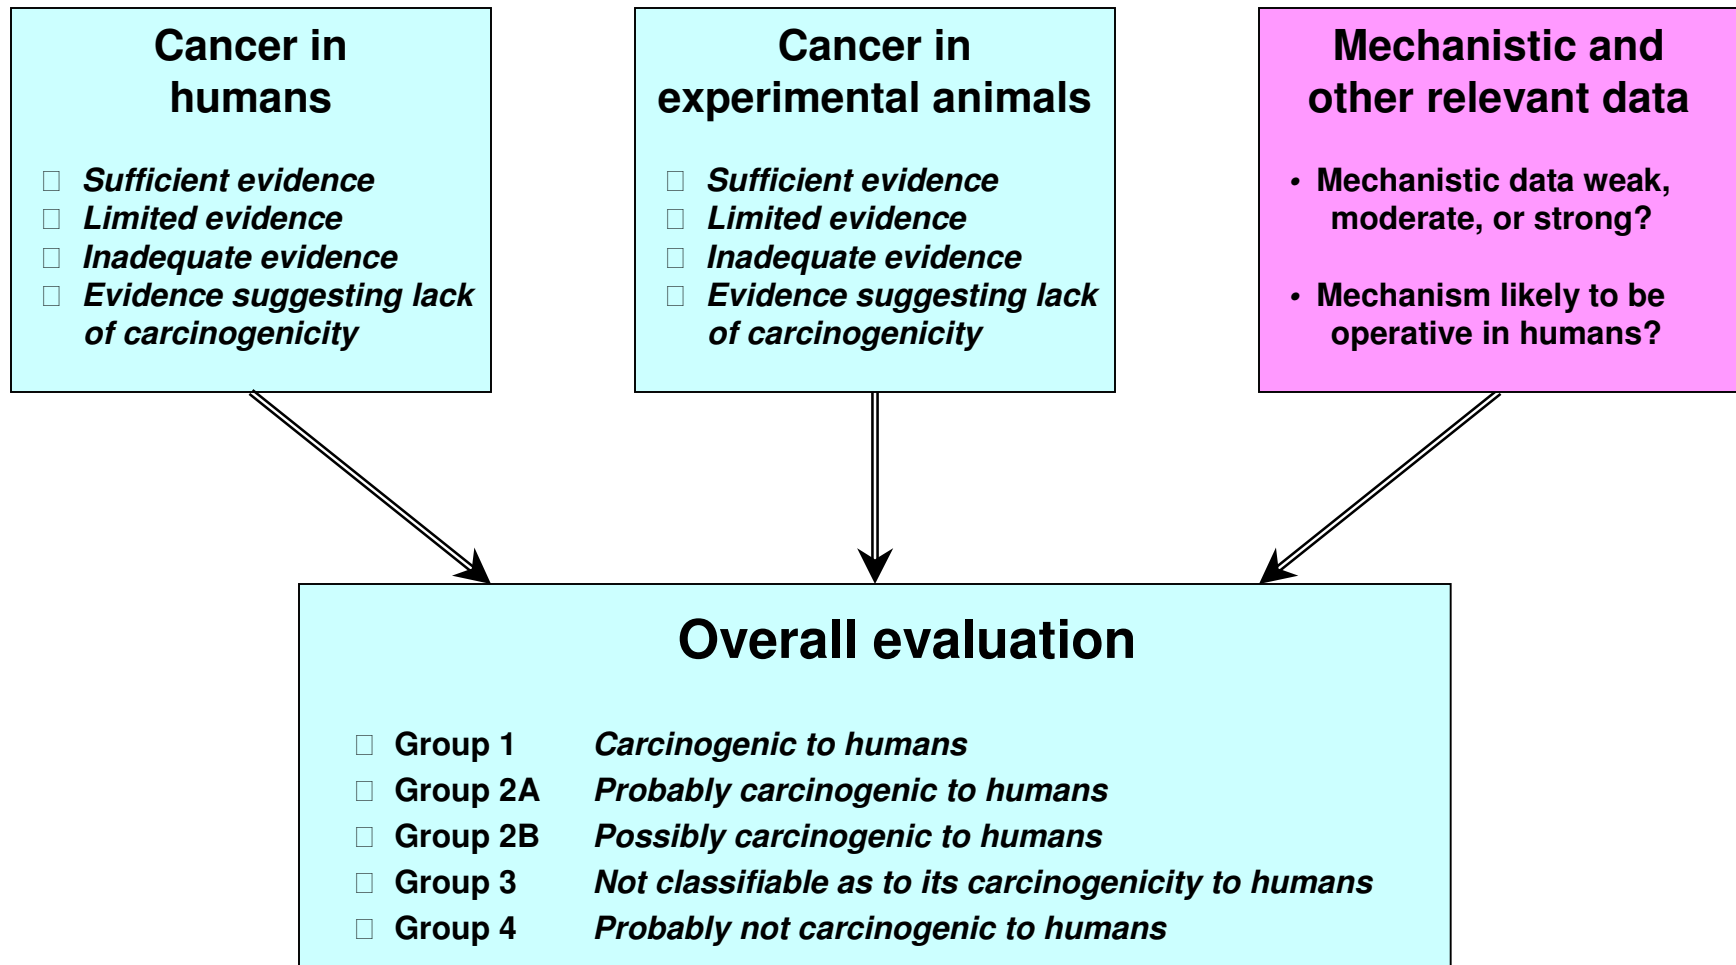 Cancer in
humans
□ Sufficient evidence
□ Limited evidence
□ Inadequate evidence
□ Evidence suggesting lack
of carcinogenicity
Cancer in
experimental animals
□ Sufficient evidence
□ Limited evidence
□ Inadequate evidence
□ Evidence suggesting lack
of carcinogenicity
Mechanistic and
other relevant data
• Mechanistic data weak,
moderate, or strong?
• Mechanism likely to be
operative in humans?
Overall evaluation
□ Group 1 Carcinogenic to humans
□ Group 2A Probably carcinogenic to humans
□ Group 2B Possibly carcinogenic to humans
□ Group 3 Not classifiable as to its carcinogenicity to humans
□ Group 4 Probably not carcinogenic to humans